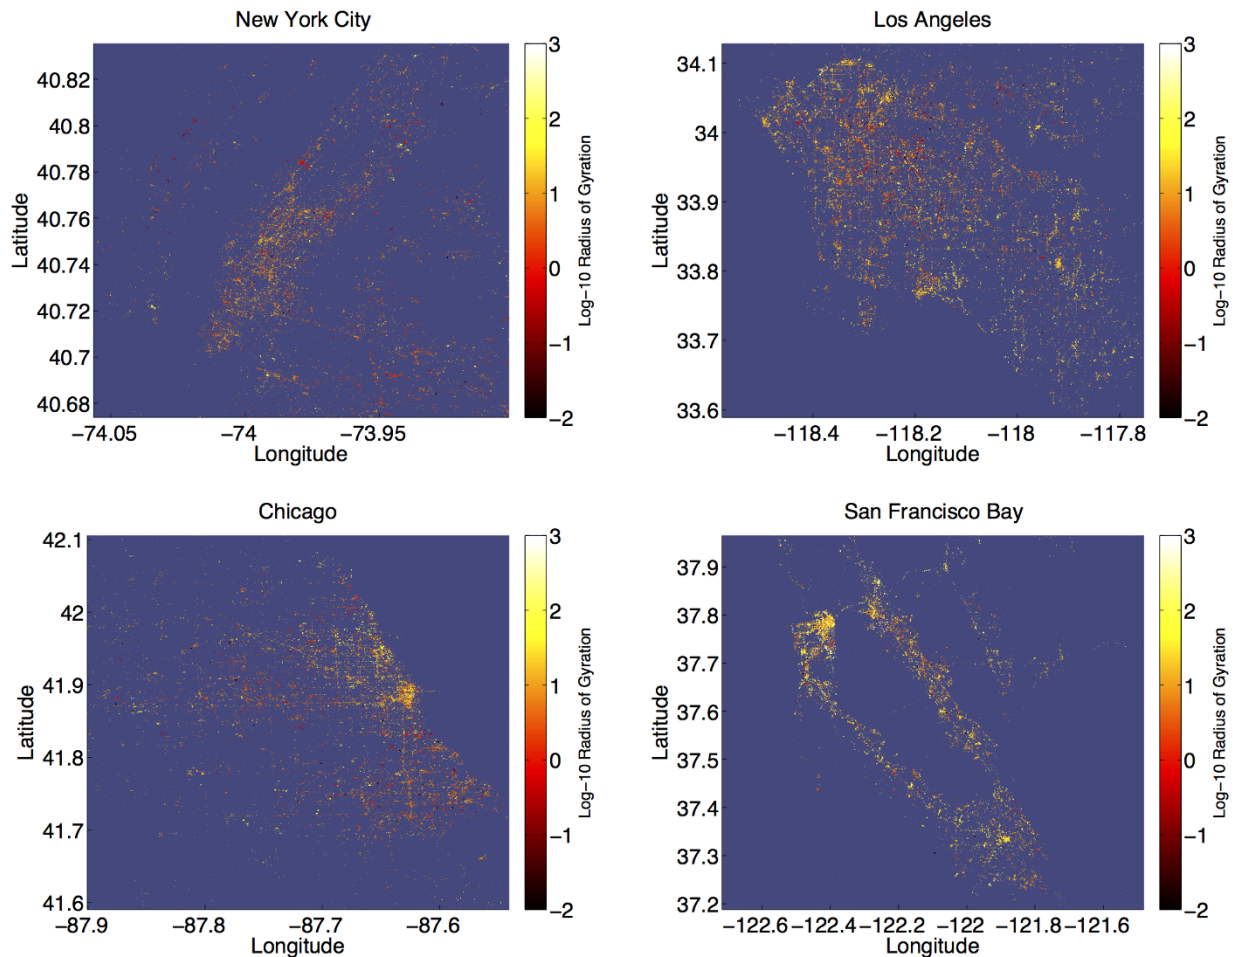 New York City
40.82
40.8
40.78
40.76
40.74
40.72
40.7
40.68
Latitude
−74.05 −74 −73.95
Longitude
3
2
1
0
−1
−2
Log−10 Radius of Gyration
Los Angeles
34.1
34
33.9
33.8
33.7
33.6
Latitude
−118.4 −118.2 −118 −117.8
Longitude
3
2
1
0
−1
−2
Log−10 Radius of Gyration
Chicago
42.1
42
41.9
41.8
41.7
41.6
Latitude
−87.9 −87.8 −87.7 −87.6
Longitude
3
2
1
0
−1
−2
Log−10 Radius of Gyration
San Francisco Bay
37.9
37.8
37.7
37.6
37.5
37.4
37.3
37.2
Latitude
−122.6 −122.4 −122.2 −122 −121.8 −121.6
Longitude
3
2
1
0
−1
−2
Log−10 Radius of Gyration